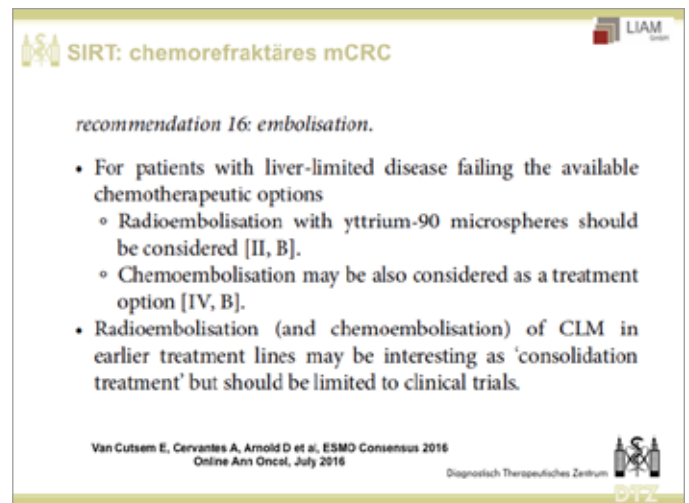 SIRT: chemorefraktäres mCRC
LIAM
GmbH
recommendation 16: embolisation.
• For patients with liver-limited disease failing the available
chemotherapeutic options
° Radioembolisation with yttrium-90 microspheres should
be considered [II, B].
° Chemoembolisation may be also considered as a treatment
option [IV, B].
• Radioembolisation (and chemoembolisation) of CLM in
earlier treatment lines may be interesting as ‘consolidation
treatment’ but should be limited to clinical trials.
Van Cutsem E, Cervantes A, Arnold D et al, ESMO Consensus 2016
Online Ann Oncol, July 2016
Diagnostisch Therapeutisches Zentrum
DTZ